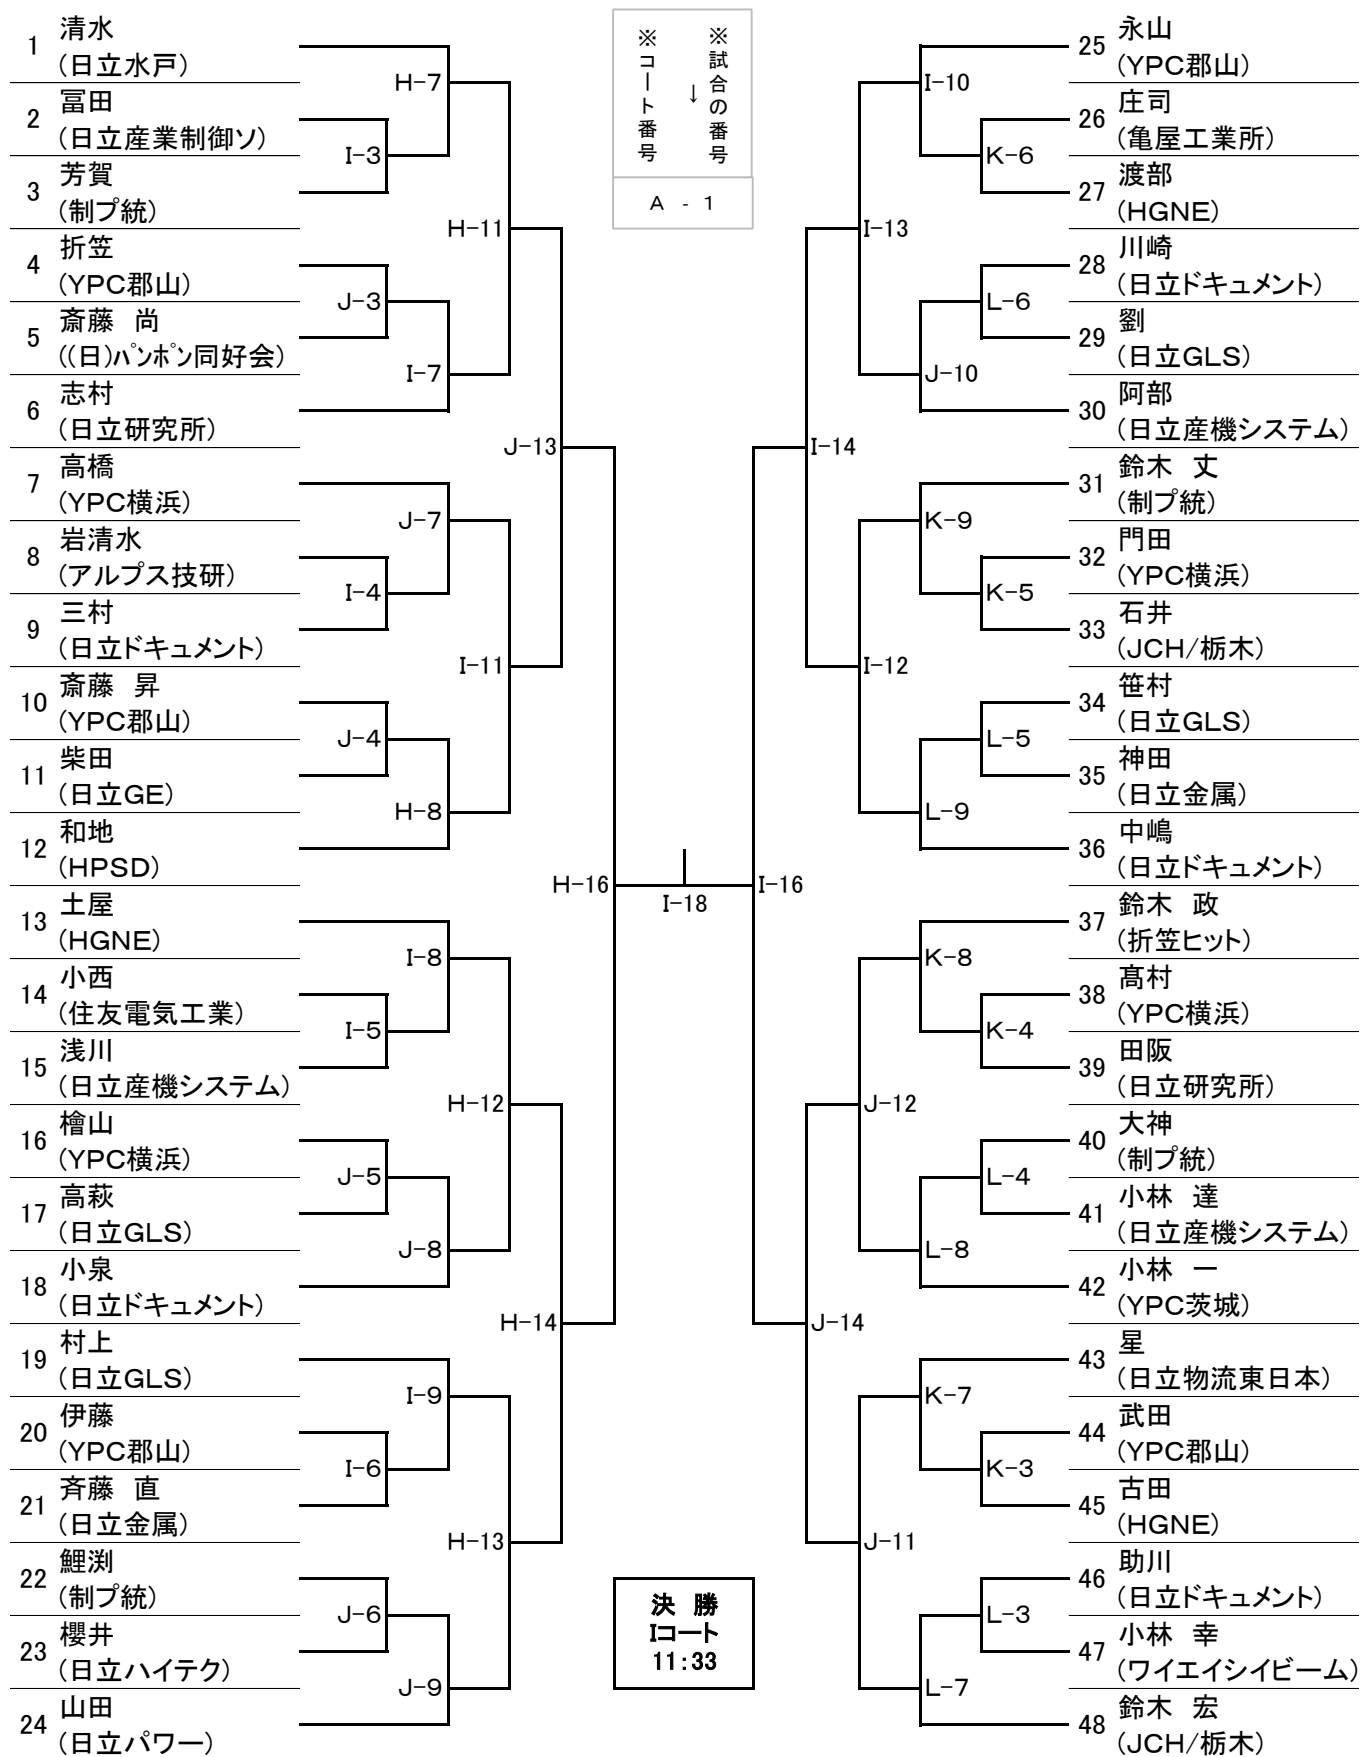 1 清水
(日立水戸)
2 冨田
(日立産業制御ソ)
3 芳賀
(制プ統)
4 折笠
(YPC郡山)
5 斎藤 尚
((日)ﾊﾟﾝﾎﾟﾝ同好会)
6 志村
(日立研究所)
7 高橋
(YPC横浜)
8 岩清水
(アルプス技研)
9 三村
(日立ドキュメント)
10 斎藤 昇
(YPC郡山)
11 柴田
(日立GE)
12 和地
(HPSD)
13 土屋
(HGNE)
14 小西
(住友電気工業)
15 浅川
(日立産機システム)
16 檜山
(YPC横浜)
17 高萩
(日立GLS)
18 小泉
(日立ドキュメント)
19 村上
(日立GLS)
20 伊藤
(YPC郡山)
21 斉藤 直
(日立金属)
22 鯉渕
(制プ統)
23 櫻井
(日立ハイテク)
24 山田
(日立パワー)
H-7
I-3
J-3
I-7
J-7
I-4
J-4
H-8
I-8
I-5
J-5
J-8
I-9
I-6
J-6
J-9
H-11
I-11
H-12
H-13
J-13
H-14
H-16
※試合の番号
↓
※コート番号
A - 1
I-18
決 勝
Iコート
11:33
I-16
I-14
J-14
I-13
I-12
J-12
J-11
I-10
K-6
L-6
J-10
K-9
K-5
L-5
L-9
K-8
K-4
L-4
L-8
K-7
K-3
L-3
L-7
25 永山
(YPC郡山)
26 庄司
(亀屋工業所)
27 渡部
(HGNE)
28 川崎
(日立ドキュメント)
29 劉
(日立GLS)
30 阿部
(日立産機システム)
31 鈴木 丈
(制プ統)
32 門田
(YPC横浜)
33 石井
(JCH/栃木)
34 笹村
(日立GLS)
35 神田
(日立金属)
36 中嶋
(日立ドキュメント)
37 鈴木 政
(折笠ヒット)
38 髙村
(YPC横浜)
39 田阪
(日立研究所)
40 大神
(制プ統)
41 小林 達
(日立産機システム)
42 小林 一
(YPC茨城)
43 星
(日立物流東日本)
44 武田
(YPC郡山)
45 古田
(HGNE)
46 助川
(日立ドキュメント)
47 小林 幸
(ワイエイシイビーム)
48 鈴木 宏
(JCH/栃木)